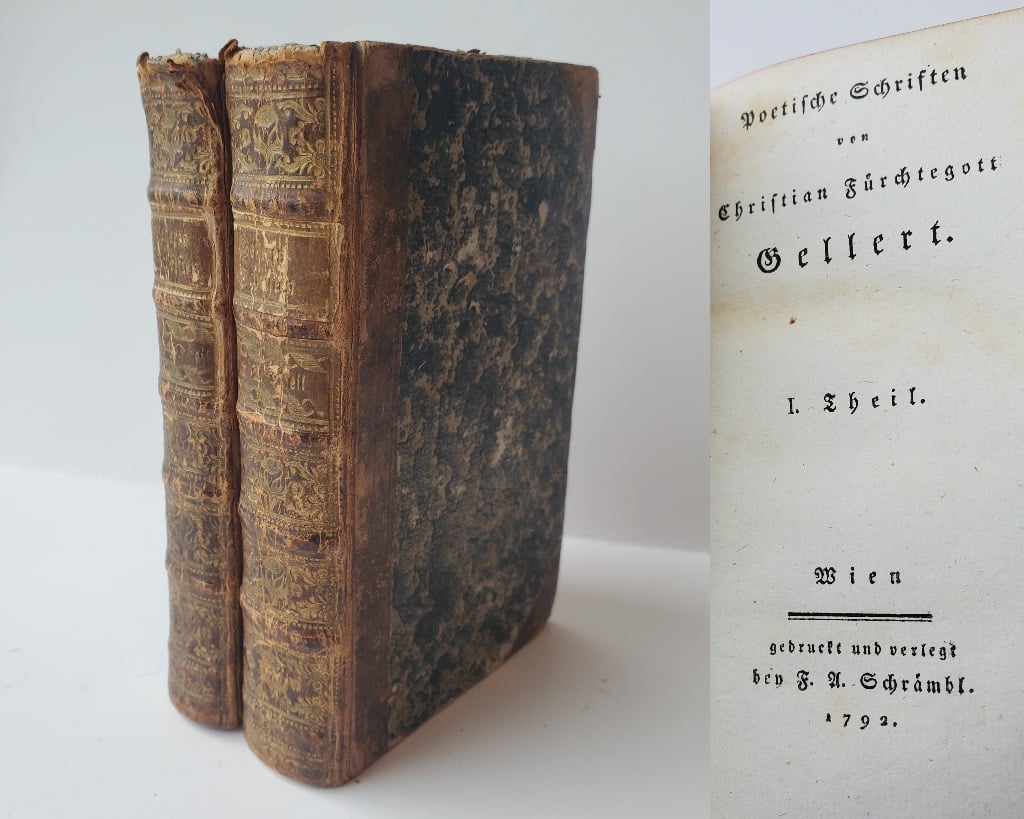 Poetiſche Schriften
von
Chriſtian Fürchtegott
Gellert.
I. Theil.
Wien
gedruckt und verlegt
bey F. A. Schrämbl.
1792.